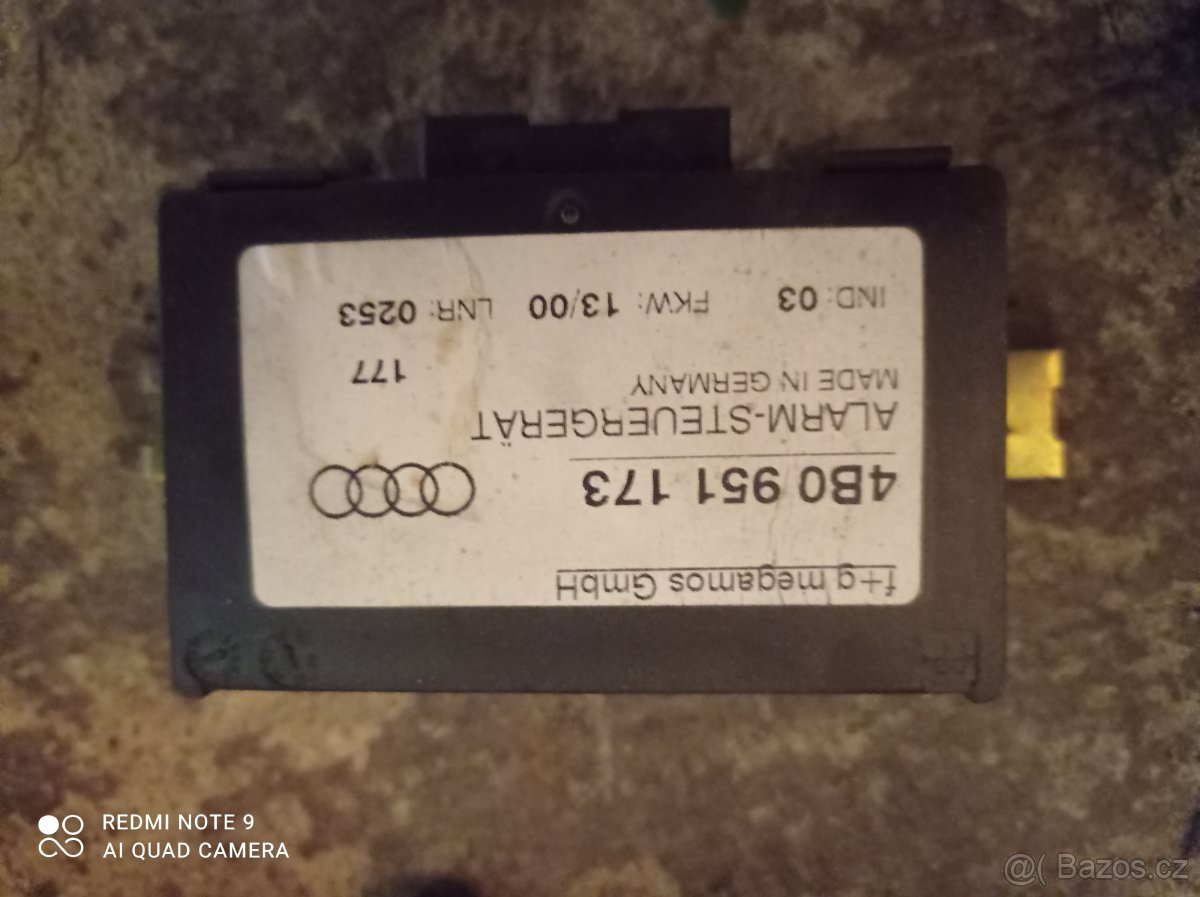 f+g megamos GmbH
4B0 951 173
ALARM-STEUERGERÄT
MADE IN GERMANY
177
IND: 03 FKW: 13/00 LNR: 0253
REDMI NOTE 9
AI QUAD CAMERA
@( Bazos.cz